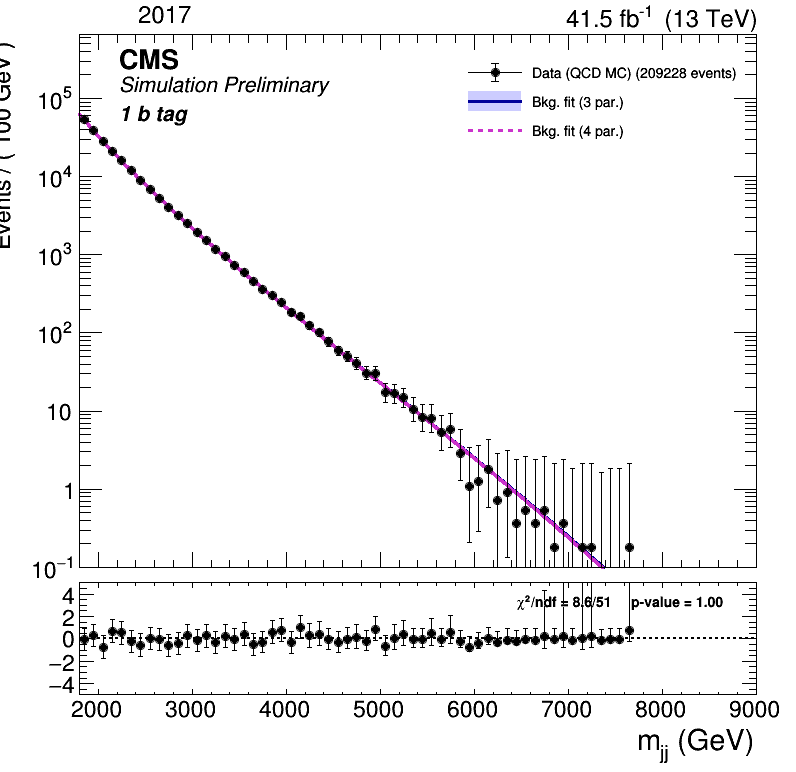 2017
41.5 fb⁻¹ (13 TeV)
CMS
Simulation Preliminary
1 b tag
Data (QCD MC) (209228 events)
Bkg. fit (3 par.)
Bkg. fit (4 par.)
Events / ( 100 GeV )
10⁵
10⁴
10³
10²
10
1
10⁻¹
χ²/ndf = 8.6/51 p-value = 1.00
4
2
0
−2
−4
2000 3000 4000 5000 6000 7000 8000 9000
m_jj (GeV)